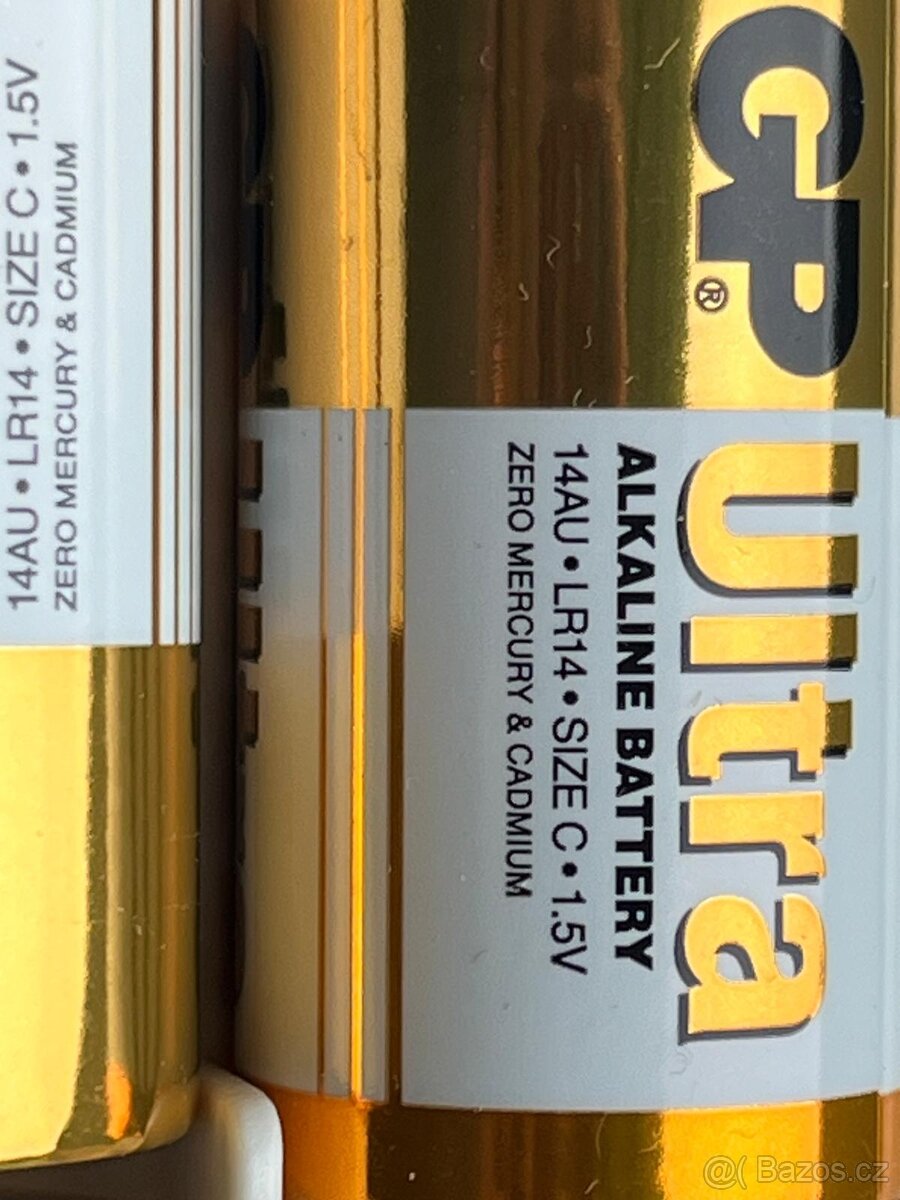 14AU • LR14 • SIZE C • 1.5V
ZERO MERCURY & CADMIUM
GP®
Ultra
ALKALINE BATTERY
14AU • LR14 • SIZE C • 1.5V
ZERO MERCURY & CADMIUM
@( Bazos.cz